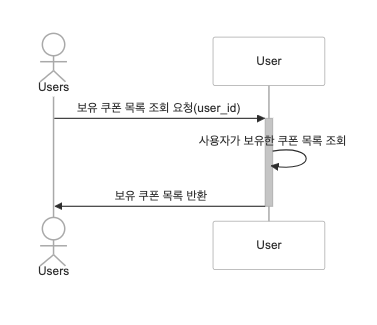 Users
User
보유 쿠폰 목록 조회 요청(user_id)
사용자가 보유한 쿠폰 목록 조회
보유 쿠폰 목록 반환
Users
User